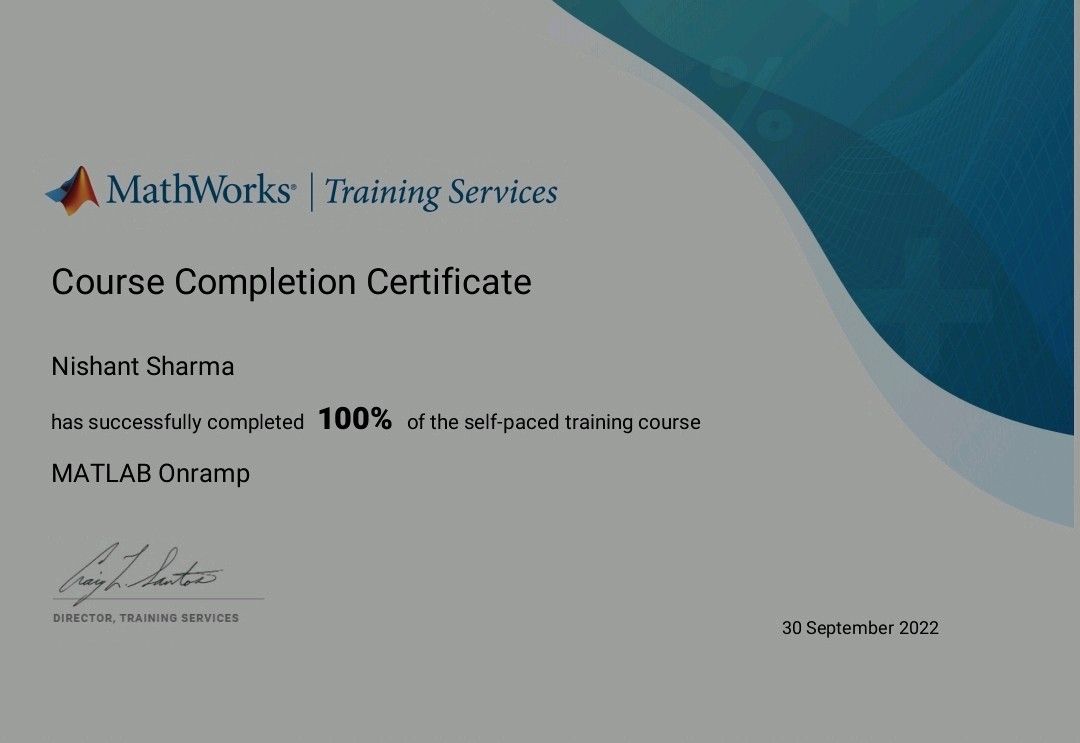 MathWorks® | Training Services
Course Completion Certificate
Nishant Sharma
has successfully completed 100% of the self-paced training course
MATLAB Onramp
Craig L. Santos
DIRECTOR, TRAINING SERVICES
30 September 2022